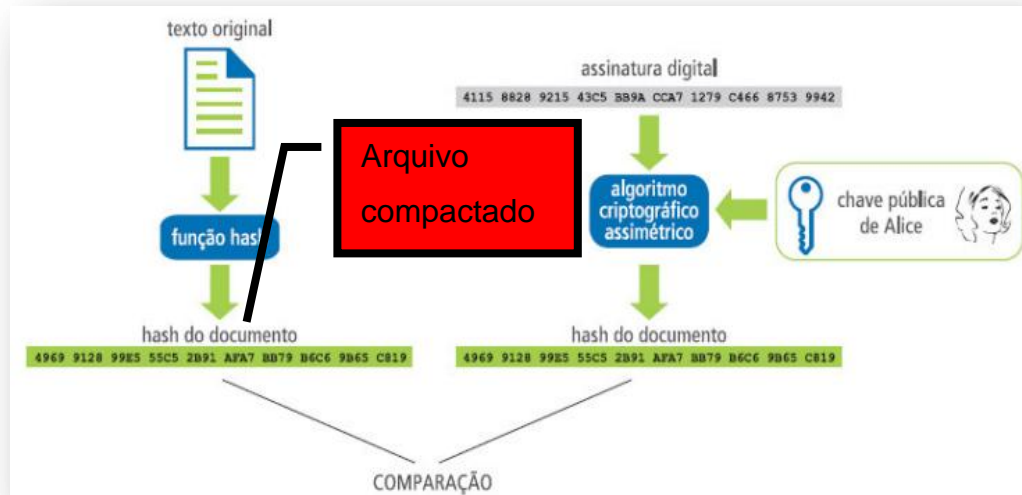 texto original
assinatura digital
4115 8828 9215 43C5 BB9A CCA7 1279 C466 8753 9942
Arquivo
compactado
algoritmo
criptográfico
assimétrico
chave pública
de Alice
função hash
hash do documento
4969 9128 99E5 55C5 2B91 AFA7 BB79 B6C6 9B65 C819
hash do documento
4969 9128 99E5 55C5 2B91 AFA7 BB79 B6C6 9B65 C819
COMPARAÇÃO